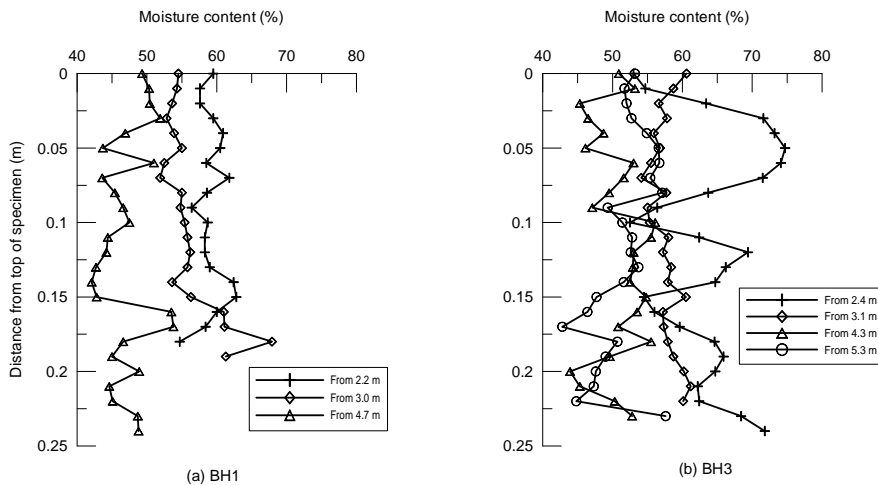 Moisture content (%)
40 50 60 70 80
0
0.05
0.1
0.15
0.2
0.25
Distance from top of specimen (m)
From 2.2 m
From 3.0 m
From 4.7 m
(a) BH1
Moisture content (%)
40 50 60 70 80
0
0.05
0.1
0.15
0.2
0.25
From 2.4 m
From 3.1 m
From 4.3 m
From 5.3 m
(b) BH3